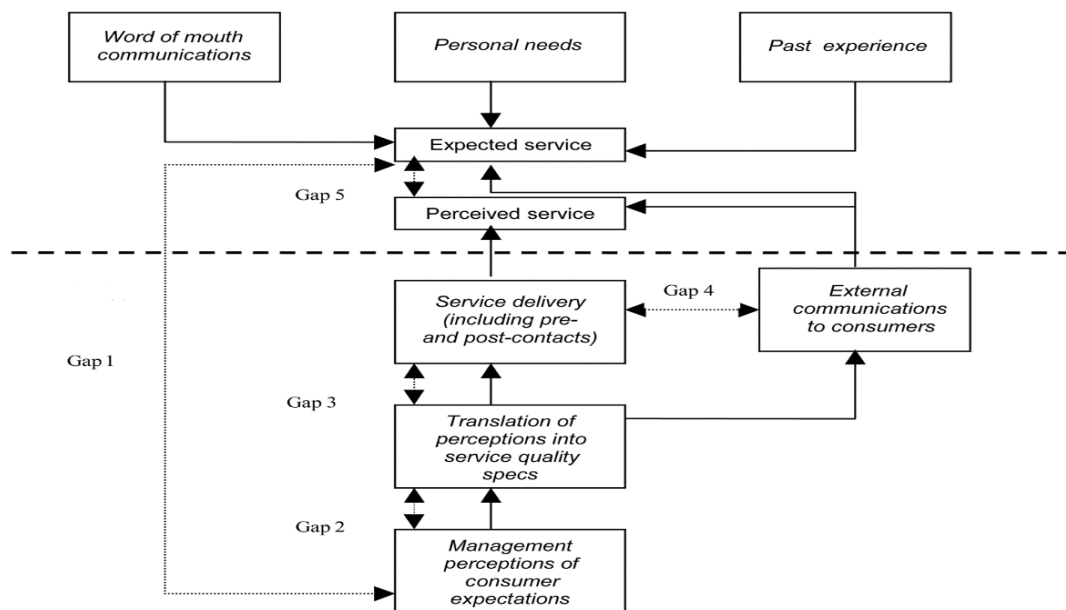 Word of mouth
communications
Personal needs
Past experience
Expected service
Gap 5
Perceived service
Service delivery
(including pre-
and post-contacts)
Gap 4
External
communications
to consumers
Gap 1
Gap 3
Translation of
perceptions into
service quality
specs
Gap 2
Management
perceptions of
consumer
expectations